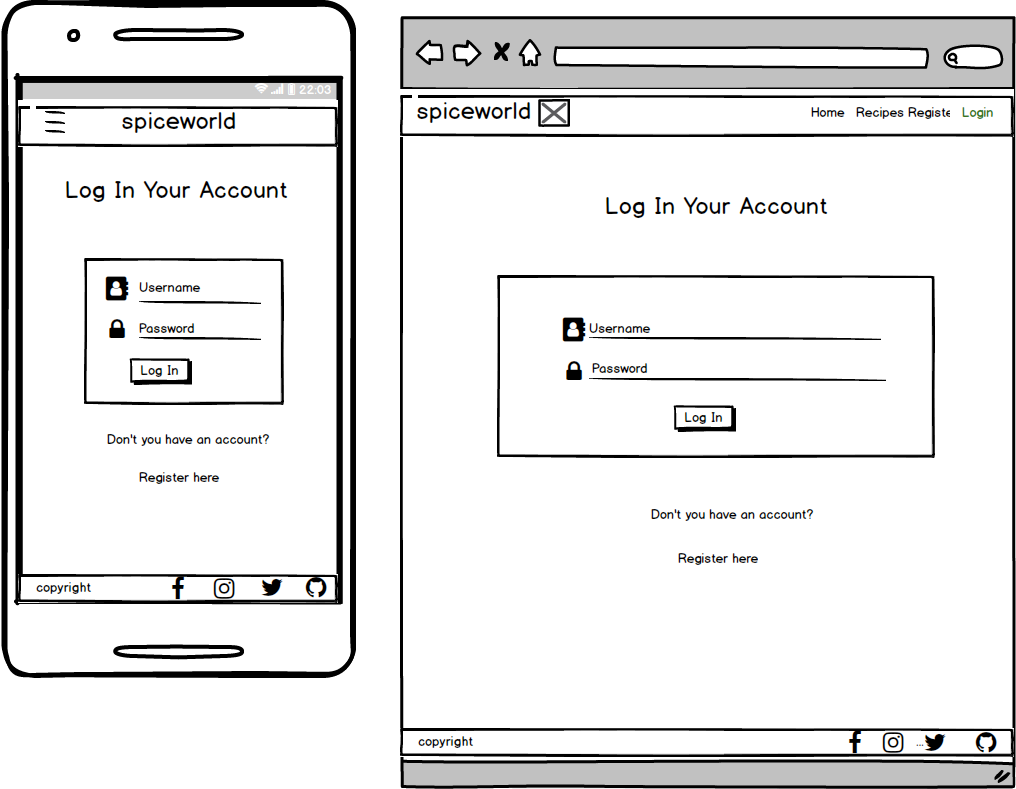 22:03
spiceworld
Log In Your Account
Username
Password
Log In
Don't you have an account?
Register here
copyright
spiceworld
Home Recipes Registe Login
Log In Your Account
Username
Password
Log In
Don't you have an account?
Register here
copyright
...